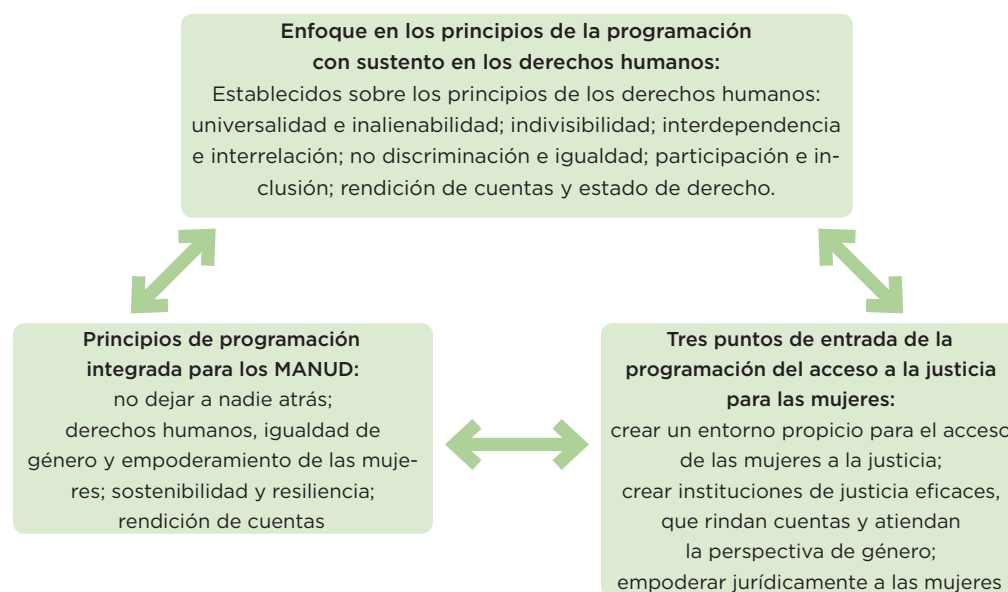 Enfoque en los principios de la programación
con sustento en los derechos humanos:
Establecidos sobre los principios de los derechos humanos:
universalidad e inalienabilidad; indivisibilidad; interdependencia
e interrelación; no discriminación e igualdad; participación e in-
clusión; rendición de cuentas y estado de derecho.
Principios de programación
integrada para los MANUD:
no dejar a nadie atrás;
derechos humanos, igualdad de
género y empoderamiento de las muje-
res; sostenibilidad y resiliencia;
rendición de cuentas
Tres puntos de entrada de la
programación del acceso a la justicia
para las mujeres:
crear un entorno propicio para el acceso
de las mujeres a la justicia;
crear instituciones de justicia eficaces,
que rindan cuentas y atiendan
la perspectiva de género;
empoderar jurídicamente a las mujeres